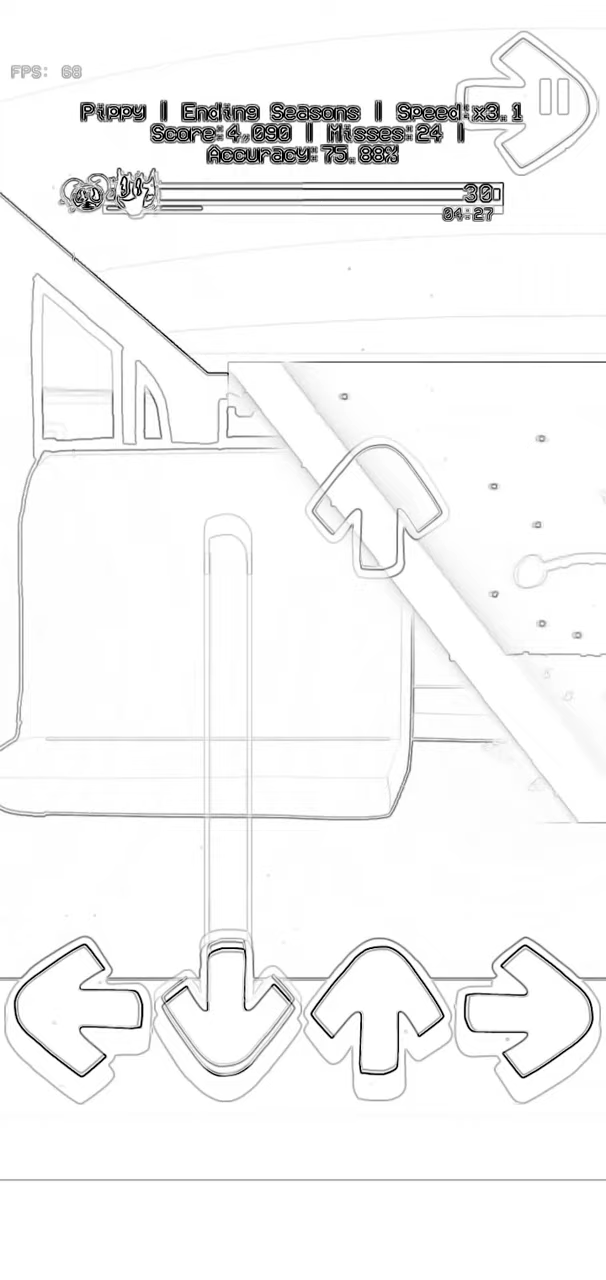 FPS: 68
Pippy | Ending Seasons | Speed:x3.1
Score:4,090 | Misses:24 |
Accuracy:75.88%
30
04:27